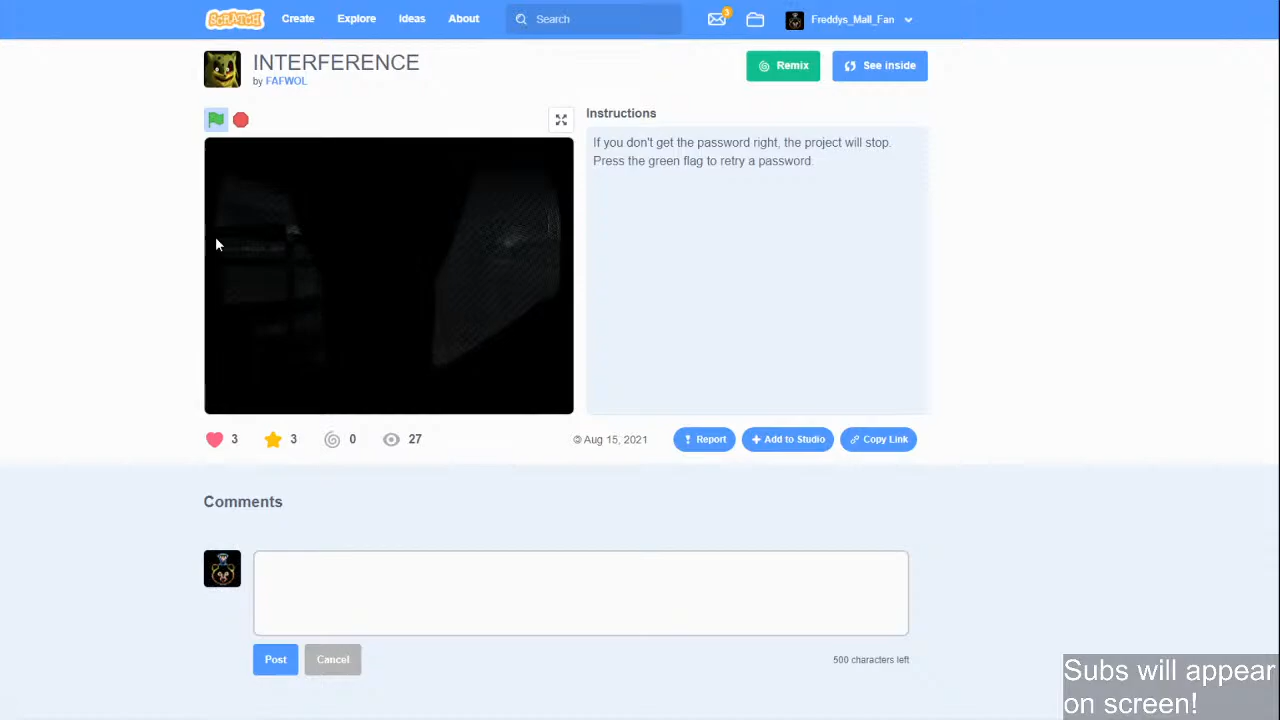 SCRATCH Create Explore Ideas About Search 3 Freddys_Mall_Fan
INTERFERENCE
by FAFWOL
Remix See inside
Instructions
If you don't get the password right, the project will stop.
Press the green flag to retry a password.
3 3 0 27 © Aug 15, 2021 Report Add to Studio Copy Link
Comments
Post Cancel 500 characters left
Subs will appear
on screen!